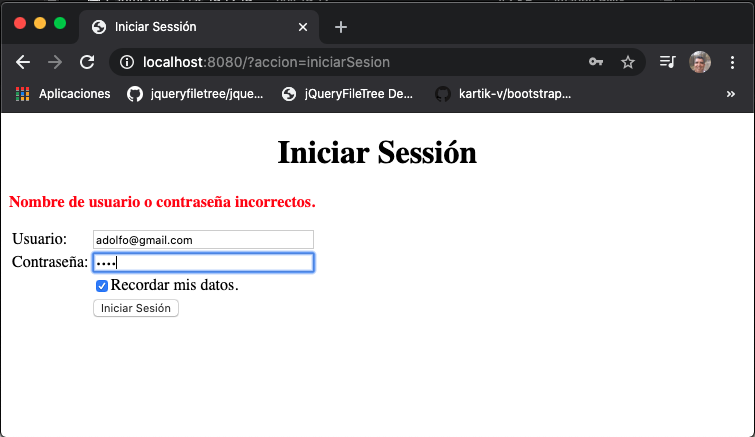 Iniciar Sessión
localhost:8080/?accion=iniciarSesion
Aplicaciones jqueryfiletree/jque... jQueryFileTree De... kartik-v/bootstrap... »
Iniciar Sessión
Nombre de usuario o contraseña incorrectos.
Usuario: adolfo@gmail.com
Contraseña: ••••
Recordar mis datos.
Iniciar Sesión